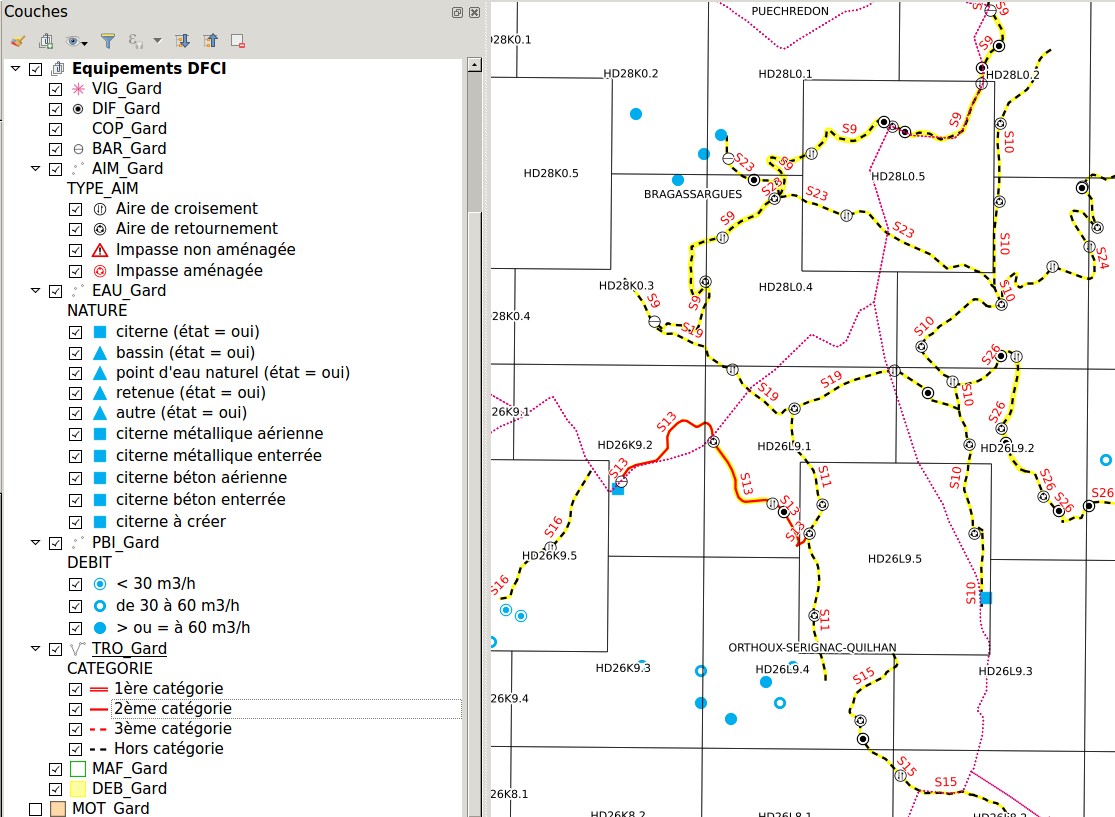 Couches
Equipements DFCI
VIG_Gard
DIF_Gard
COP_Gard
BAR_Gard
AIM_Gard
TYPE_AIM
Aire de croisement
Aire de retournement
Impasse non aménagée
Impasse aménagée
EAU_Gard
NATURE
citerne (état = oui)
bassin (état = oui)
point d'eau naturel (état = oui)
retenue (état = oui)
autre (état = oui)
citerne métallique aérienne
citerne métallique enterrée
citerne béton aérienne
citerne béton enterrée
citerne à créer
PBI_Gard
DEBIT
< 30 m3/h
de 30 à 60 m3/h
> ou = à 60 m3/h
TRO_Gard
CATEGORIE
1ère catégorie
2ème catégorie
3ème catégorie
Hors catégorie
MAF_Gard
DEB_Gard
MOT_Gard
PUECHREDON
S9
28K0.1
S9
HD28K0.2
HD28L0.1
HD28L0.2
S9
S9
S10
S23
S9
HD28K0.5
HD28L0.5
S23
BRAGASSARGUES
S23
S9
S23
S10
S24
HD28K0.3
HD28L0.4
S10
S9
S9
28K0.4
S19
S10
S26
S19
S19
S10
26K9.1
S26
S13
HD26K9.2
HD26L9.1
HD26L9.2
S13
S11
S10
S13
S26
S26
S26
S13
S16
S13
HD26K9.5
HD26L9.5
S16
S10
S11
ORTHOUX-SERIGNAC-QUILHAN
HD26K9.3
HD26L9.4
HD26L9.3
S15
26K9.4
S15
S15
26K8.1
HD26K8.2
HD26L8.1